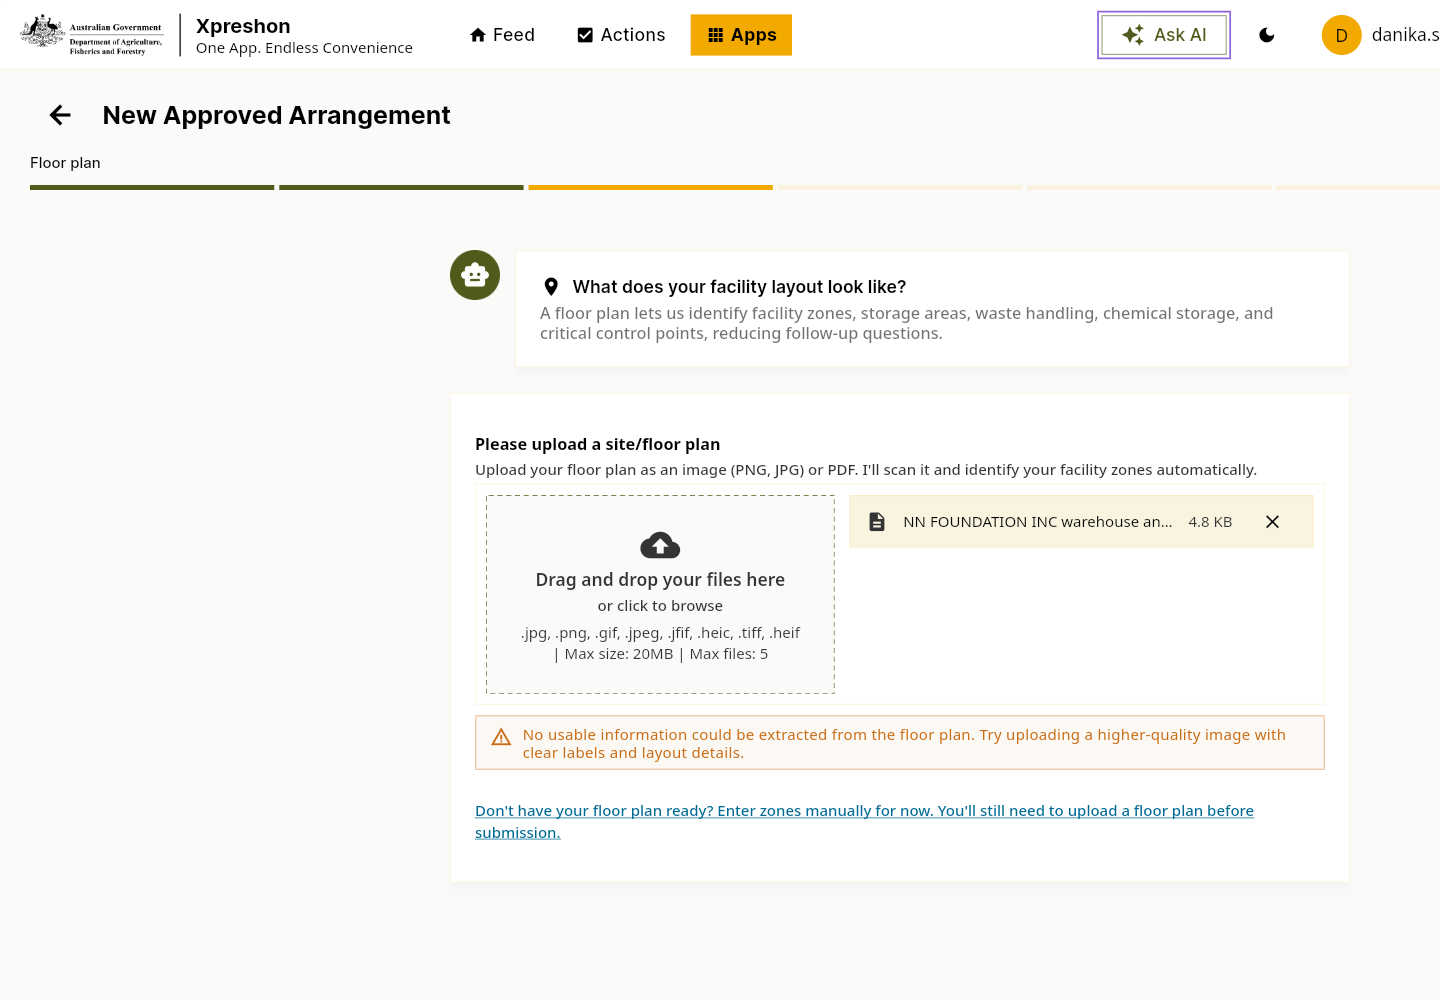 Australian Government
Department of Agriculture,
Fisheries and Forestry
Xpreshon
One App. Endless Convenience
Feed
Actions
Apps
Ask AI
D
danika.s
New Approved Arrangement
Floor plan
What does your facility layout look like?
A floor plan lets us identify facility zones, storage areas, waste handling, chemical storage, and
critical control points, reducing follow-up questions.
Please upload a site/floor plan
Upload your floor plan as an image (PNG, JPG) or PDF. I'll scan it and identify your facility zones automatically.
Drag and drop your files here
or click to browse
.jpg, .png, .gif, .jpeg, .jfif, .heic, .tiff, .heif
| Max size: 20MB | Max files: 5
NN FOUNDATION INC warehouse an...
4.8 KB
No usable information could be extracted from the floor plan. Try uploading a higher-quality image with
clear labels and layout details.
Don't have your floor plan ready? Enter zones manually for now. You'll still need to upload a floor plan before
submission.